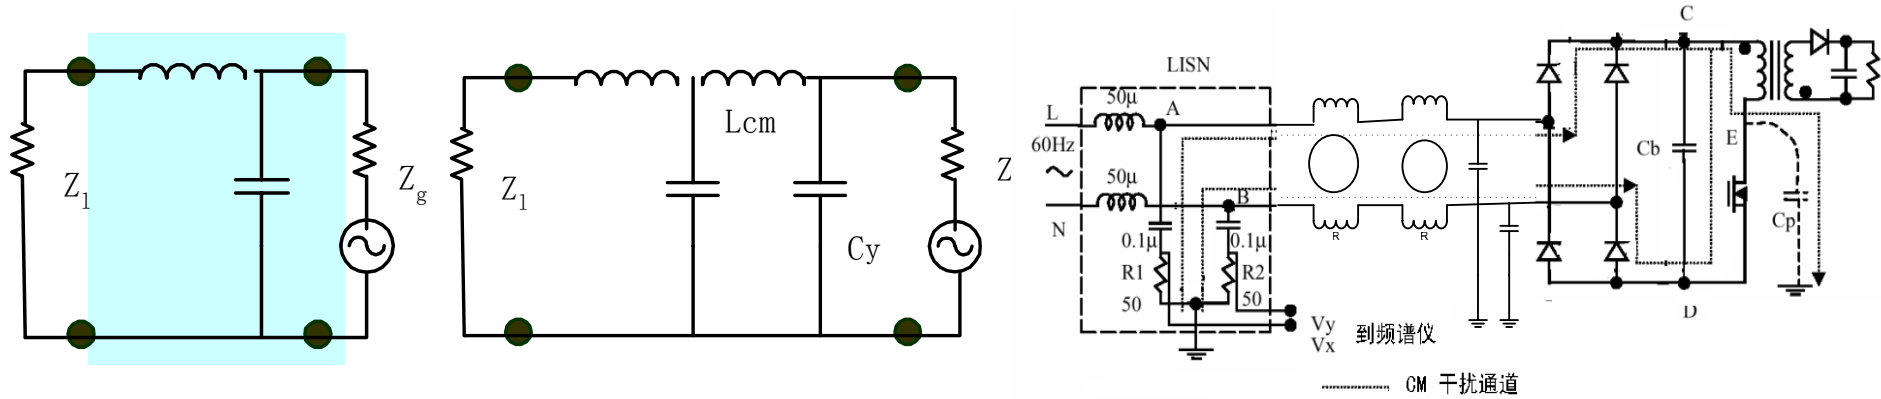 Z1
Zg
Z1
Lcm
Cy
Z
LISN
L
50µ
A
60Hz
50µ
N
B
0.1µ
0.1µ
R1
R2
50
50
Vy
Vx
到频谱仪
R
R
C
Cb
E
Cp
D
CM 干扰通道